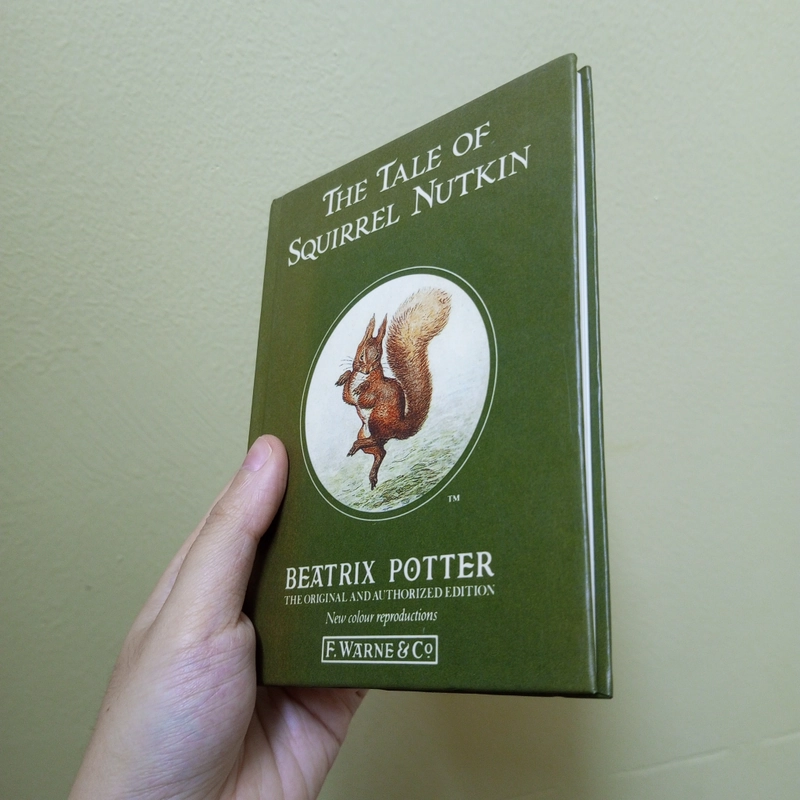 THE TALE OF
SQUIRREL NUTKIN
TM
BEATRIX POTTER
THE ORIGINAL AND AUTHORIZED EDITION
New colour reproductions
F. WARNE & Co